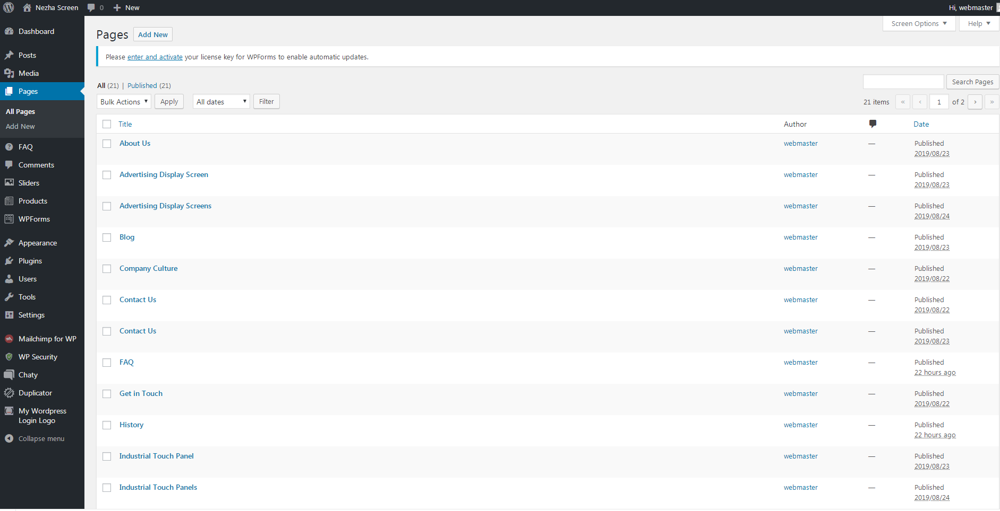 Nezha Screen 0 New Hi, webmaster
Dashboard
Posts
Media
Pages
All Pages
Add New
FAQ
Comments
Sliders
Products
WPForms
Appearance
Plugins
Users
Tools
Settings
Mailchimp for WP
WP Security
Chaty
Duplicator
My Wordpress
Login Logo
Collapse menu
Screen Options Help
Pages Add New
Please enter and activate your license key for WPForms to enable automatic updates.
All (21) | Published (21) Search Pages
Bulk Actions Apply All dates Filter 21 items « ‹ 1 of 2 › »
Title Author Date
About Us webmaster — Published
2019/08/23
Advertising Display Screen webmaster — Published
2019/08/23
Advertising Display Screens webmaster — Published
2019/08/24
Blog webmaster — Published
2019/08/23
Company Culture webmaster — Published
2019/08/22
Contact Us webmaster — Published
2019/08/22
Contact Us webmaster — Published
2019/08/23
FAQ webmaster — Published
22 hours ago
Get in Touch webmaster — Published
2019/08/22
History webmaster — Published
22 hours ago
Industrial Touch Panel webmaster — Published
2019/08/23
Industrial Touch Panels webmaster — Published
2019/08/24